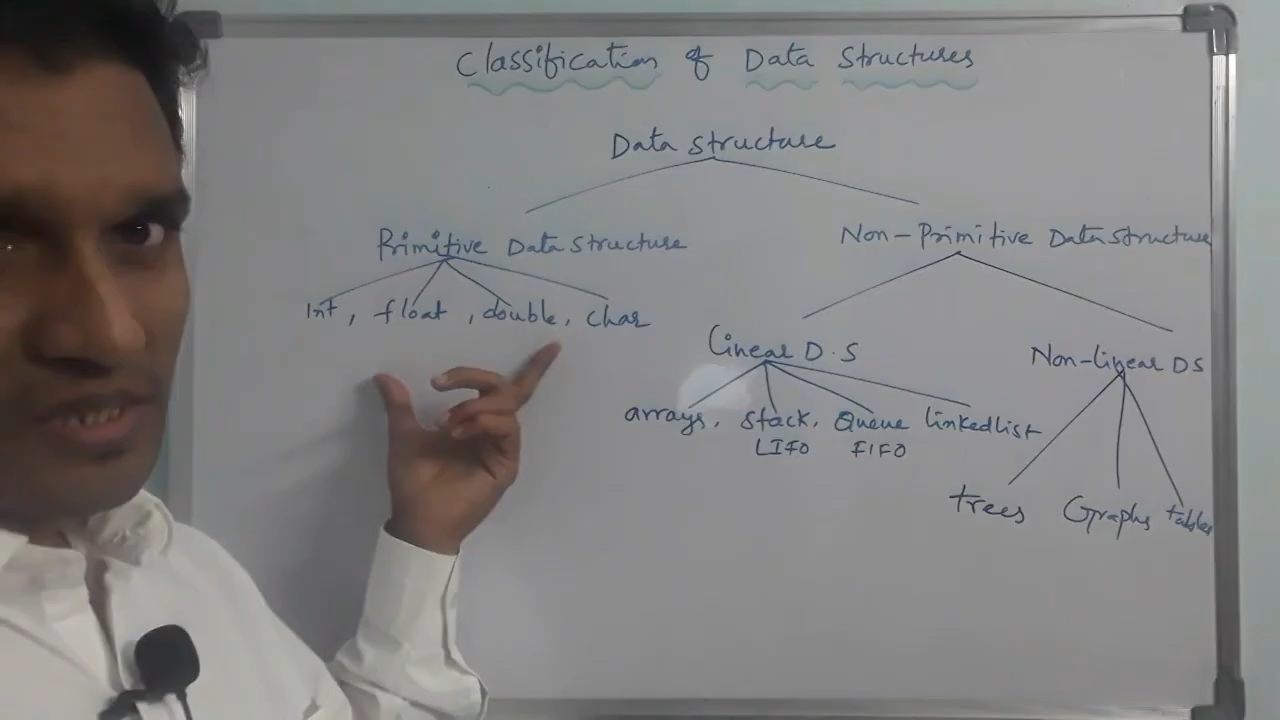 Classification of Data Structures
Data structure
Primitive Data structure
Non-Primitive Data structure
Int, float, double, char
Linear D.S
Non-linear DS
arrays, stack, Queue linkedlist
LIFO FIFO
trees Graphs tables